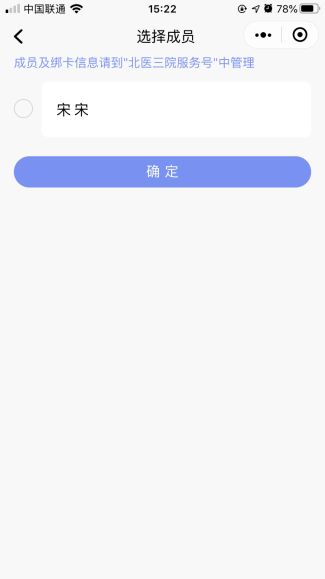 中国联通 15:22 78%
选择成员
成员及绑卡信息请到"北医三院服务号"中管理
宋 宋
确 定